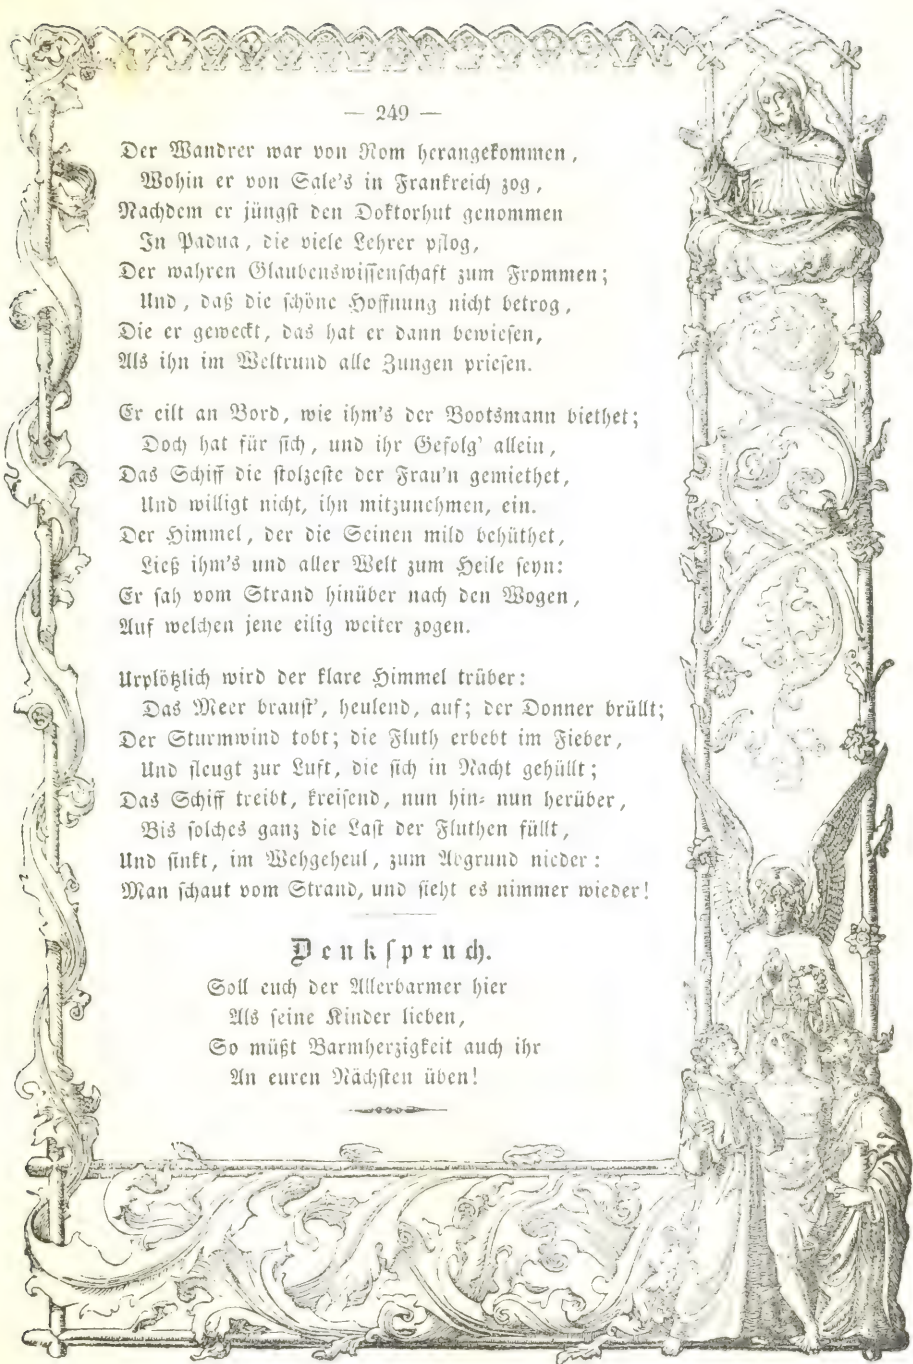 — 249 —
Der Wandrer war von Rom herangekommen,
Wohin er von Sale's in Frankreich zog,
Nachdem er jüngst den Doktorhut genommen
In Padua, die viele Lehrer pflog,
Der wahren Glaubenswissenschaft zum Frommen;
Und, daß die schöne Hoffnung nicht betrog,
Die er geweckt, das hat er dann bewiesen,
Als ihn im Weltrund alle Zungen priesen.
Er eilt an Bord, wie ihm's der Bootsmann biethet;
Doch hat für sich, und ihr Gefolg' allein,
Das Schiff die stolzeste der Frau'n gemiethet,
Und willigt nicht, ihn mitzunehmen, ein.
Der Himmel, der die Seinen mild behüthet,
Ließ ihm's und aller Welt zum Heile seyn:
Er sah vom Strand hinüber nach den Wogen,
Auf welchen jene eilig weiter zogen.
Urplötzlich wird der klare Himmel trüber:
Das Meer braust', heulend, auf; der Donner brüllt;
Der Sturmwind tobt; die Fluth erbebt im Fieber,
Und fleugt zur Luft, die sich in Nacht gehüllt;
Das Schiff treibt, kreisend, nun hin- nun herüber,
Bis solches ganz die Last der Fluthen füllt,
Und sinkt, im Wehgeheul, zum Abgrund nieder:
Man schaut vom Strand, und sieht es nimmer wieder!
Denkspruch.
Soll euch der Allerbarmer hier
Als seine Kinder lieben,
So müßt Barmherzigkeit auch ihr
An euren Nächsten üben!